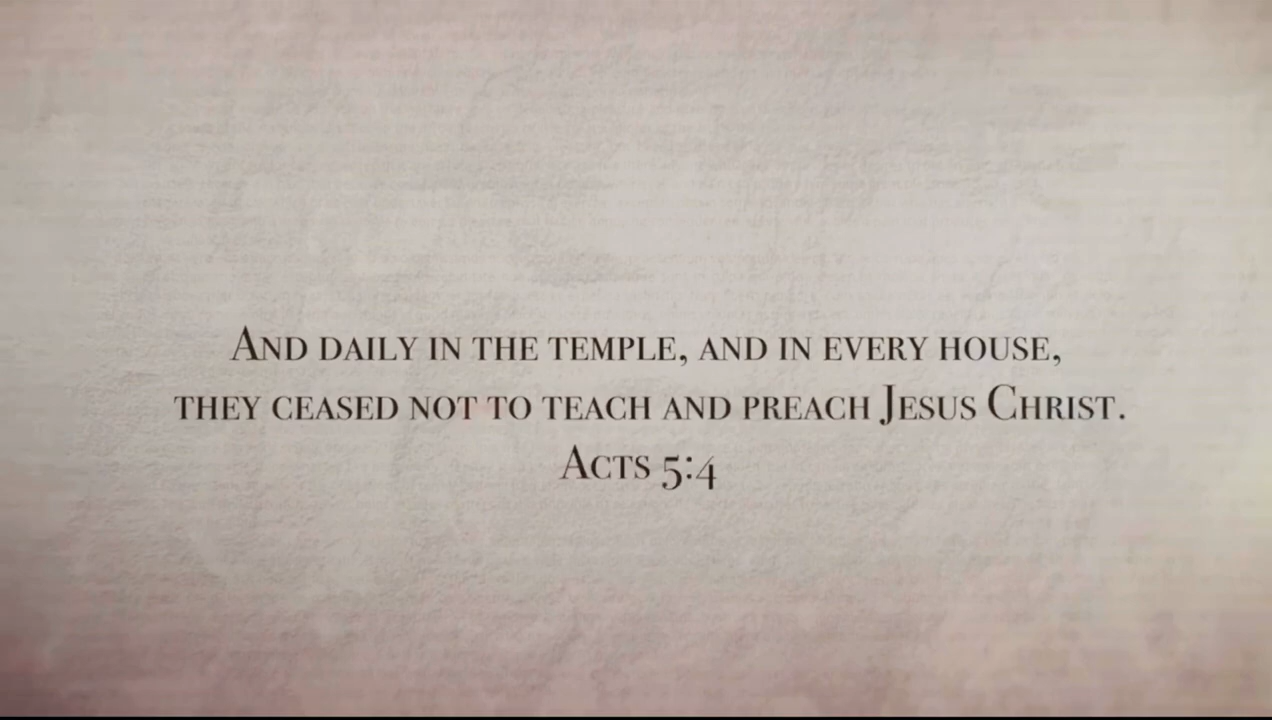 And daily in the temple, and in every house,
they ceased not to teach and preach Jesus Christ.
Acts 5:4